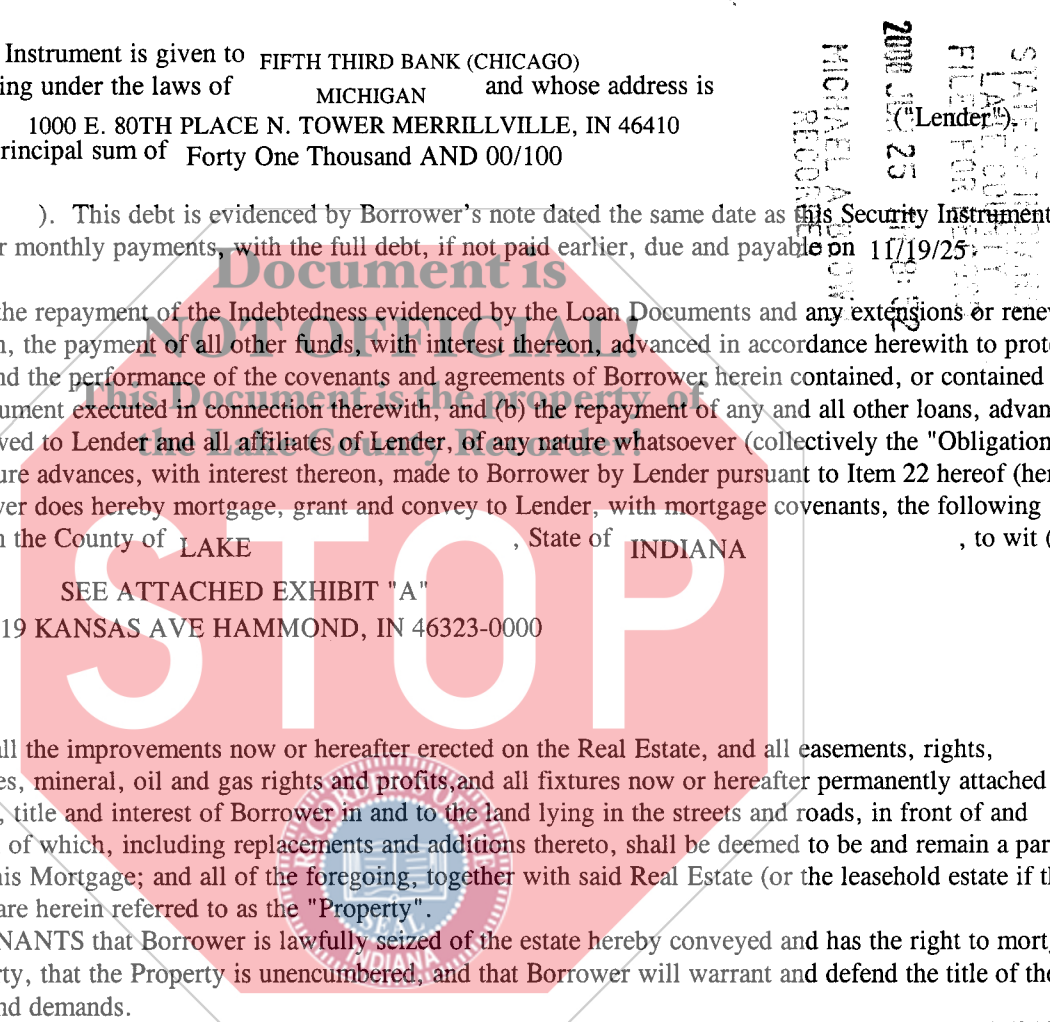 Instrument is given to FIFTH THIRD BANK (CHICAGO)
ing under the laws of MICHIGAN and whose address is
1000 E. 80TH PLACE N. TOWER MERRILLVILLE, IN 46410 ("Lender"),
rincipal sum of Forty One Thousand AND 00/100
). This debt is evidenced by Borrower's note dated the same date as this Security Instrument
r monthly payments, with the full debt, if not paid earlier, due and payable on 11/19/25.
the repayment of the Indebtedness evidenced by the Loan Documents and any extensions or renew
n, the payment of all other funds, with interest thereon, advanced in accordance herewith to prote
nd the performance of the covenants and agreements of Borrower herein contained, or contained
ument executed in connection therewith, and (b) the repayment of any and all other loans, advan
ved to Lender and all affiliates of Lender, of any nature whatsoever (collectively the "Obligation
ure advances, with interest thereon, made to Borrower by Lender pursuant to Item 22 hereof (her
ver does hereby mortgage, grant and convey to Lender, with mortgage covenants, the following
n the County of LAKE , State of INDIANA , to wit (
SEE ATTACHED EXHIBIT "A"
19 KANSAS AVE HAMMOND, IN 46323-0000
all the improvements now or hereafter erected on the Real Estate, and all easements, rights,
es, mineral, oil and gas rights and profits,and all fixtures now or hereafter permanently attached
, title and interest of Borrower in and to the land lying in the streets and roads, in front of and
of which, including replacements and additions thereto, shall be deemed to be and remain a par
his Mortgage; and all of the foregoing, together with said Real Estate (or the leasehold estate if th
are herein referred to as the "Property".
NANTS that Borrower is lawfully seized of the estate hereby conveyed and has the right to mort
rty, that the Property is unencumbered, and that Borrower will warrant and defend the title of the
nd demands.
Document is
NOT OFFICIAL!
This Document is the property of
the Lake County Recorder!
STOP
SEAL
INDIANA